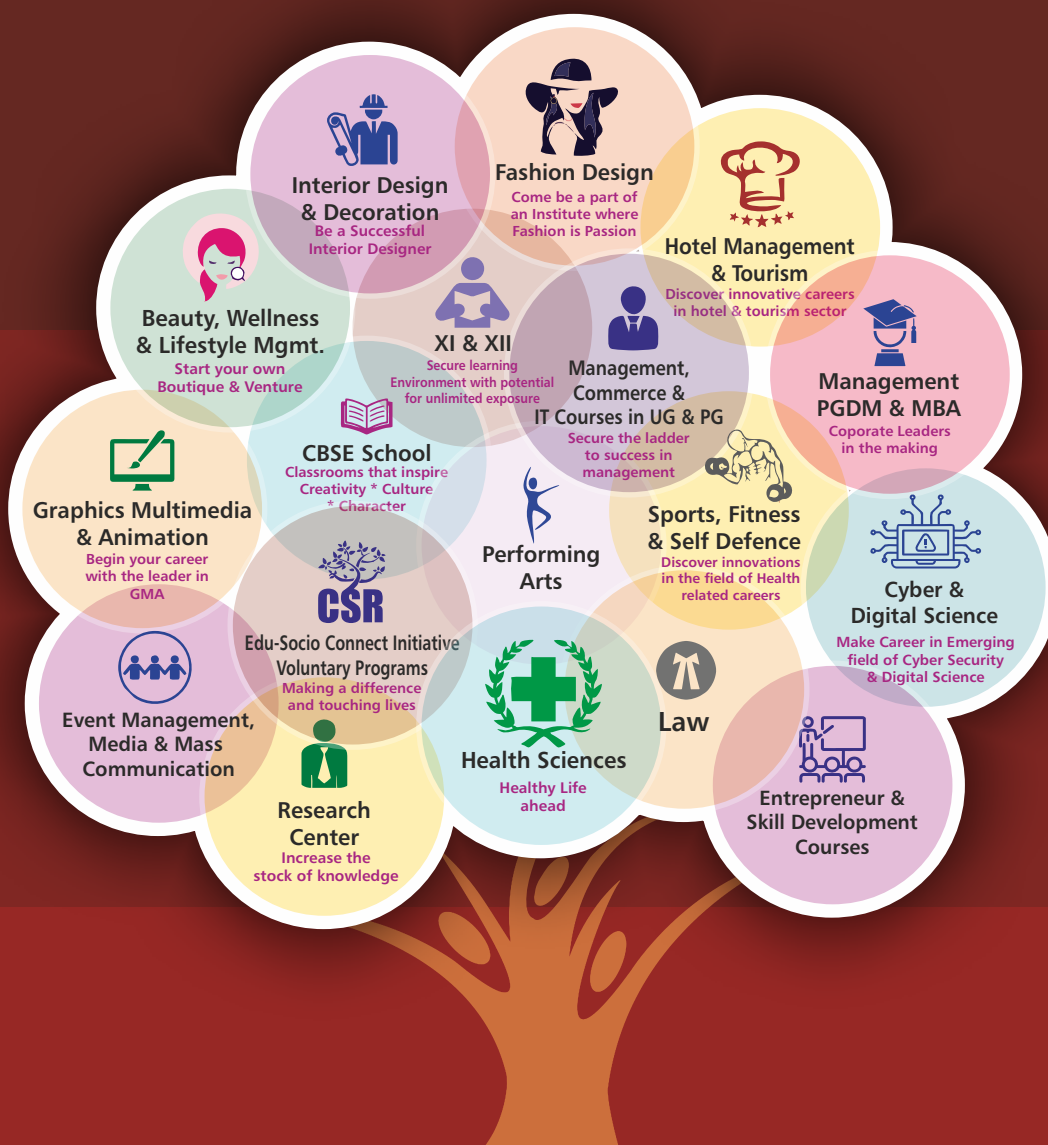 Interior Design
& Decoration
Be a Successful
Interior Designer
Fashion Design
Come be a part of
an Institute where
Fashion is Passion
Hotel Management
& Tourism
Discover innovative careers
in hotel & tourism sector
Beauty, Wellness
& Lifestyle Mgmt.
Start your own
Boutique & Venture
XI & XII
Secure learning
Environment with potential
for unlimited exposure
Management,
Commerce &
IT Courses in UG & PG
Secure the ladder
to success in
management
Management
PGDM & MBA
Coporate Leaders
in the making
Graphics Multimedia
& Animation
Begin your career
with the leader in
GMA
CBSE School
Classrooms that inspire
Creativity * Culture
* Character
Performing
Arts
Sports, Fitness
& Self Defence
Discover innovations
in the field of Health
related careers
Cyber &
Digital Science
Make Career in Emerging
field of Cyber Security
& Digital Science
Event Management,
Media & Mass
Communication
CSR
Edu-Socio Connect Initiative
Voluntary Programs
Making a difference
and touching lives
Research
Center
Increase the
stock of knowledge
Health Sciences
Healthy Life
ahead
Law
Entrepreneur &
Skill Development
Courses